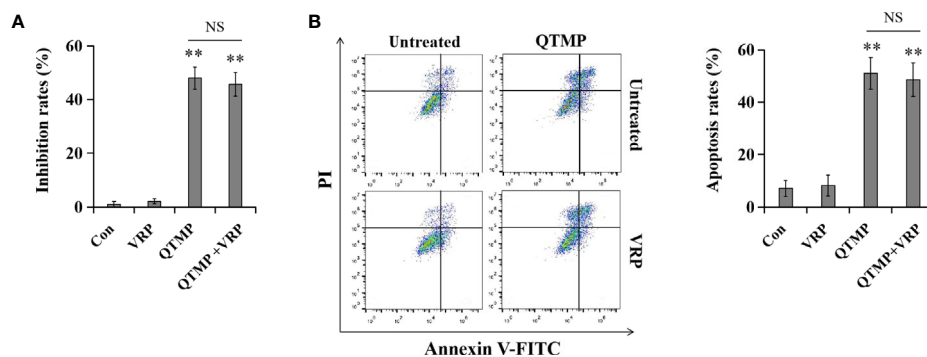 A
NS
Inhibition rates (%)
60
40
20
0
**
**
Con
VRP
QTMP
QTMP+VRP
B
Untreated
QTMP
Untreated
VRP
PI
Annexin V-FITC
NS
Apoptosis rates (%)
60
40
20
0
**
**
Con
VRP
QTMP
QTMP+VRP